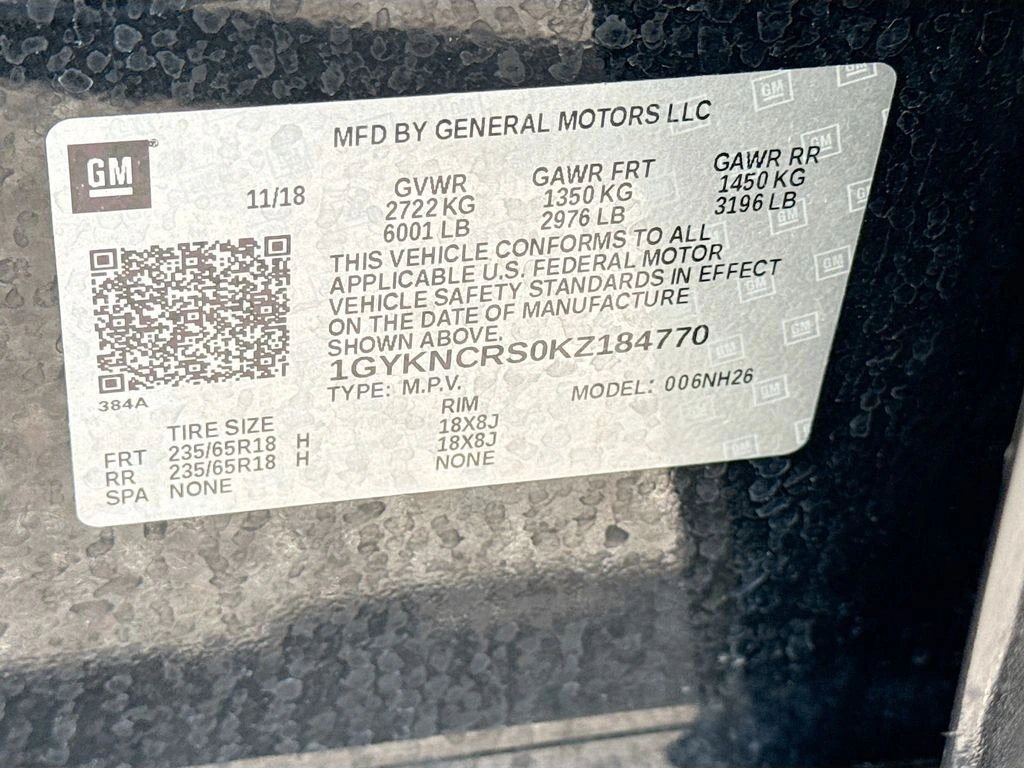 MFD BY GENERAL MOTORS LLC
GM
11/18
GVWR GAWR FRT GAWR RR
2722 KG 1350 KG 1450 KG
6001 LB 2976 LB 3196 LB
THIS VEHICLE CONFORMS TO ALL
APPLICABLE U.S. FEDERAL MOTOR
VEHICLE SAFETY STANDARDS IN EFFECT
ON THE DATE OF MANUFACTURE
SHOWN ABOVE.
1GYKNCRS0KZ184770
TYPE: M.P.V. MODEL: 006NH26
384A
TIRE SIZE RIM
FRT 235/65R18 H 18X8J
RR 235/65R18 H 18X8J
SPA NONE NONE